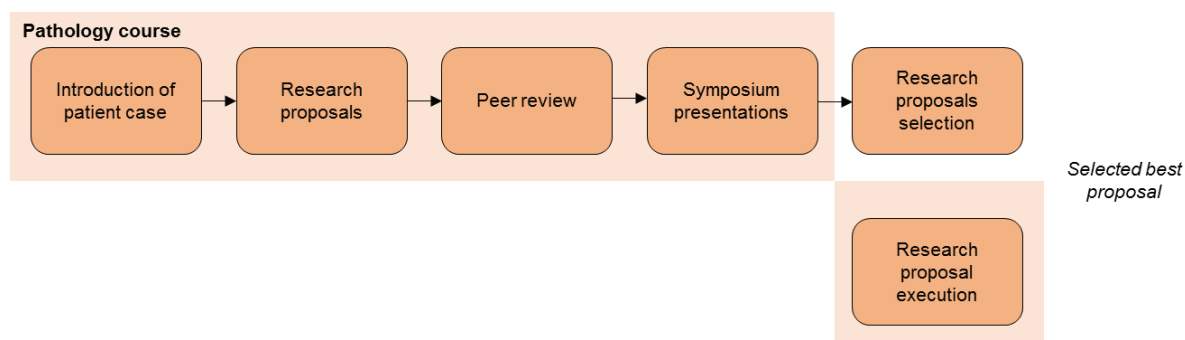 Pathology course
Introduction of
patient case
Research
proposals
Peer review
Symposium
presentations
Research
proposals
selection
Selected best
proposal
Research
proposal
execution